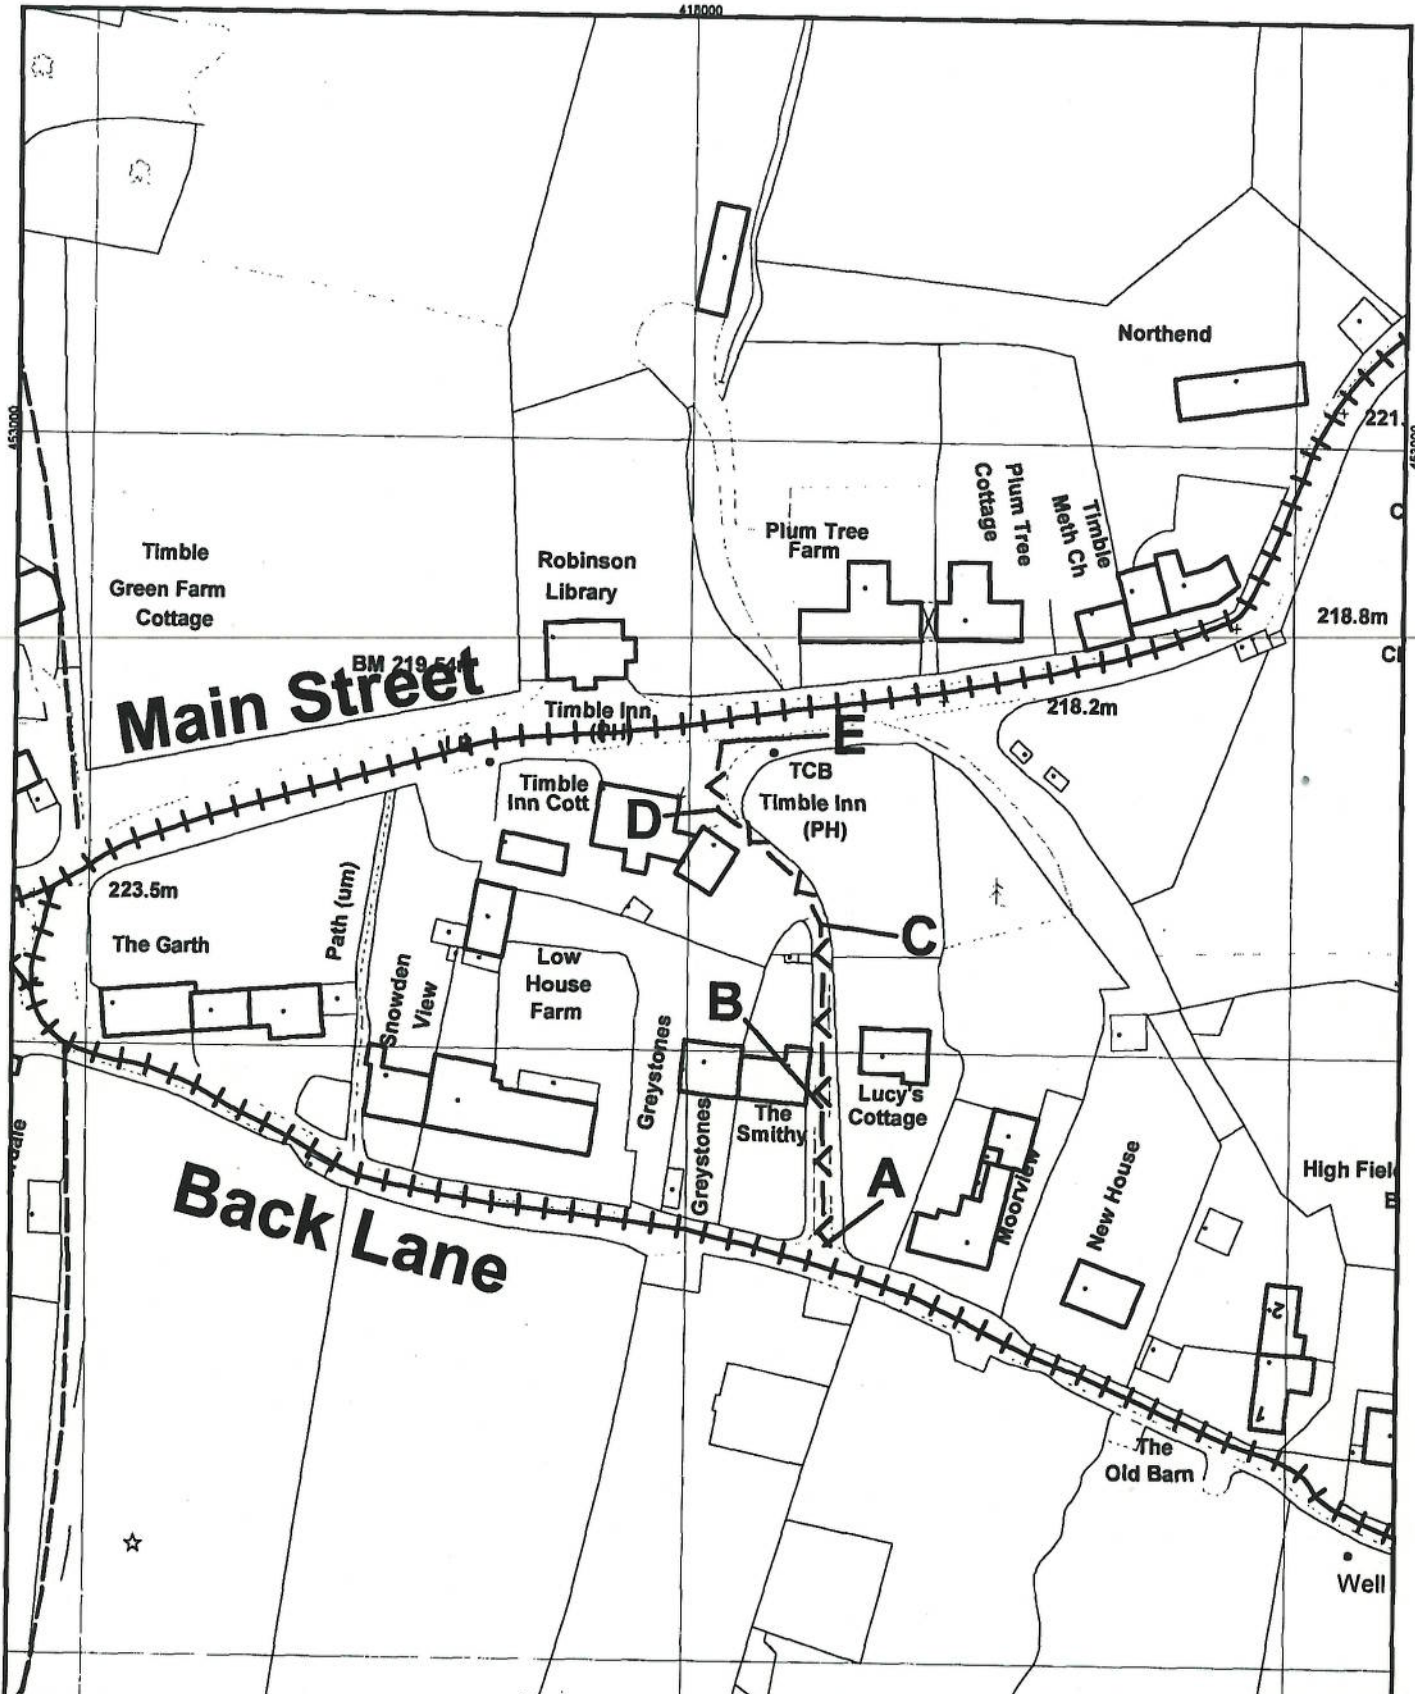 418000
Northend
221.
453000
Plum Tree
Cottage
Timble
Meth Ch
Plum Tree
Farm
Timble
Green Farm
Cottage
Robinson
Library
218.8m
BM 219.54m
Main Street
218.2m
Timble Inn
(PH)
E
TCB
Timble
Inn Cott
D
Timble Inn
(PH)
223.5m
Path (um)
The Garth
C
Snowden
View
Low
House
Farm
B
Greystones
Greystones
The
Smithy
Lucy's
Cottage
A
Moorview
New House
High Fiel
Back Lane
2
1
The
Old Barn
Well